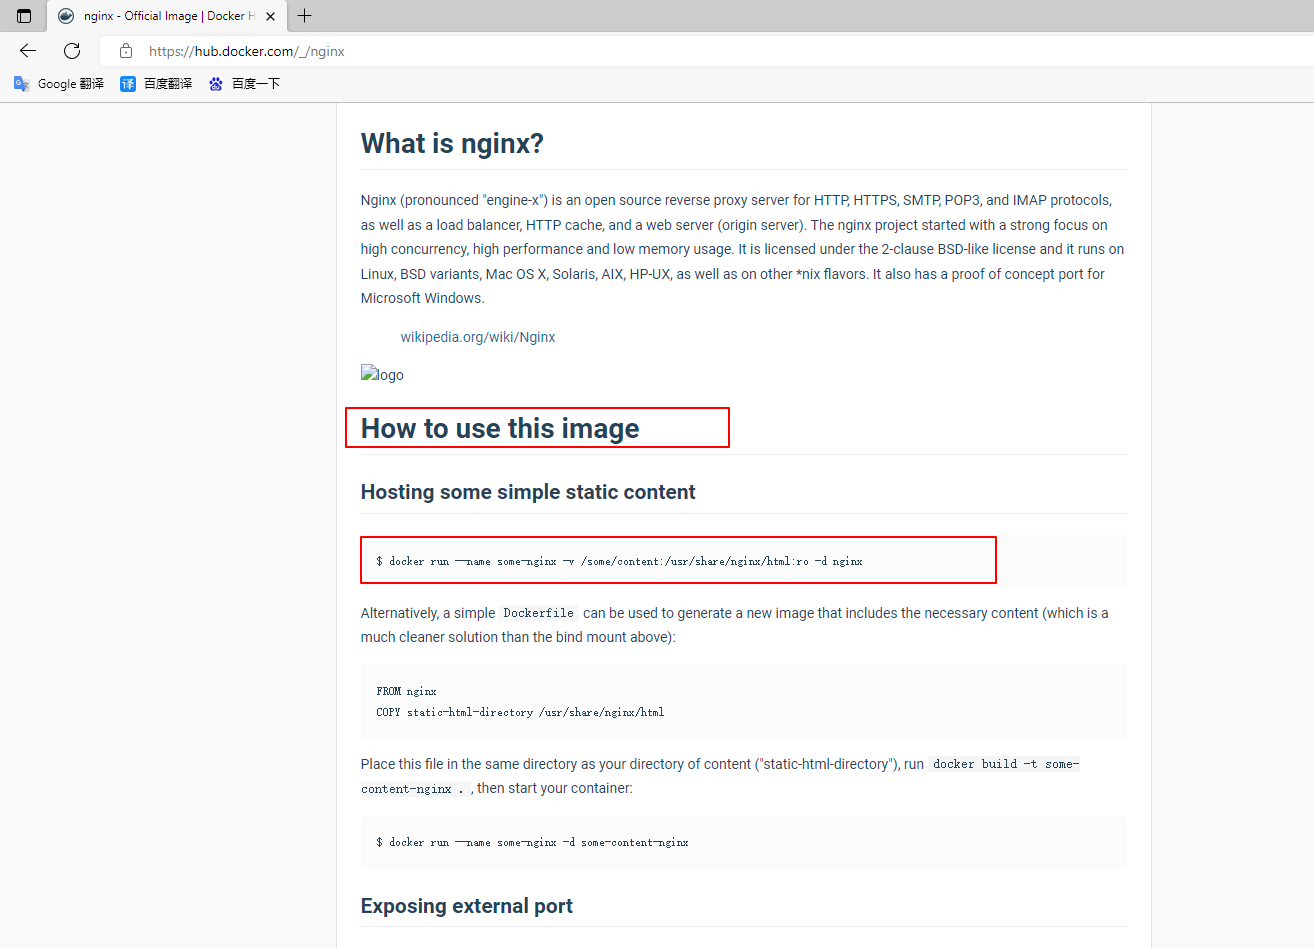 nginx - Official Image | Docker H
https://hub.docker.com/_/nginx
Google 翻译 百度翻译 百度一下
What is nginx?
Nginx (pronounced "engine-x") is an open source reverse proxy server for HTTP, HTTPS, SMTP, POP3, and IMAP protocols,
as well as a load balancer, HTTP cache, and a web server (origin server). The nginx project started with a strong focus on
high concurrency, high performance and low memory usage. It is licensed under the 2-clause BSD-like license and it runs on
Linux, BSD variants, Mac OS X, Solaris, AIX, HP-UX, as well as on other *nix flavors. It also has a proof of concept port for
Microsoft Windows.
wikipedia.org/wiki/Nginx
logo
How to use this image
Hosting some simple static content
$ docker run --name some-nginx -v /some/content:/usr/share/nginx/html:ro -d nginx
Alternatively, a simple Dockerfile can be used to generate a new image that includes the necessary content (which is a
much cleaner solution than the bind mount above):
FROM nginx
COPY static-html-directory /usr/share/nginx/html
Place this file in the same directory as your directory of content ("static-html-directory"), run docker build -t some-
content-nginx . , then start your container:
$ docker run --name some-nginx -d some-content-nginx
Exposing external port